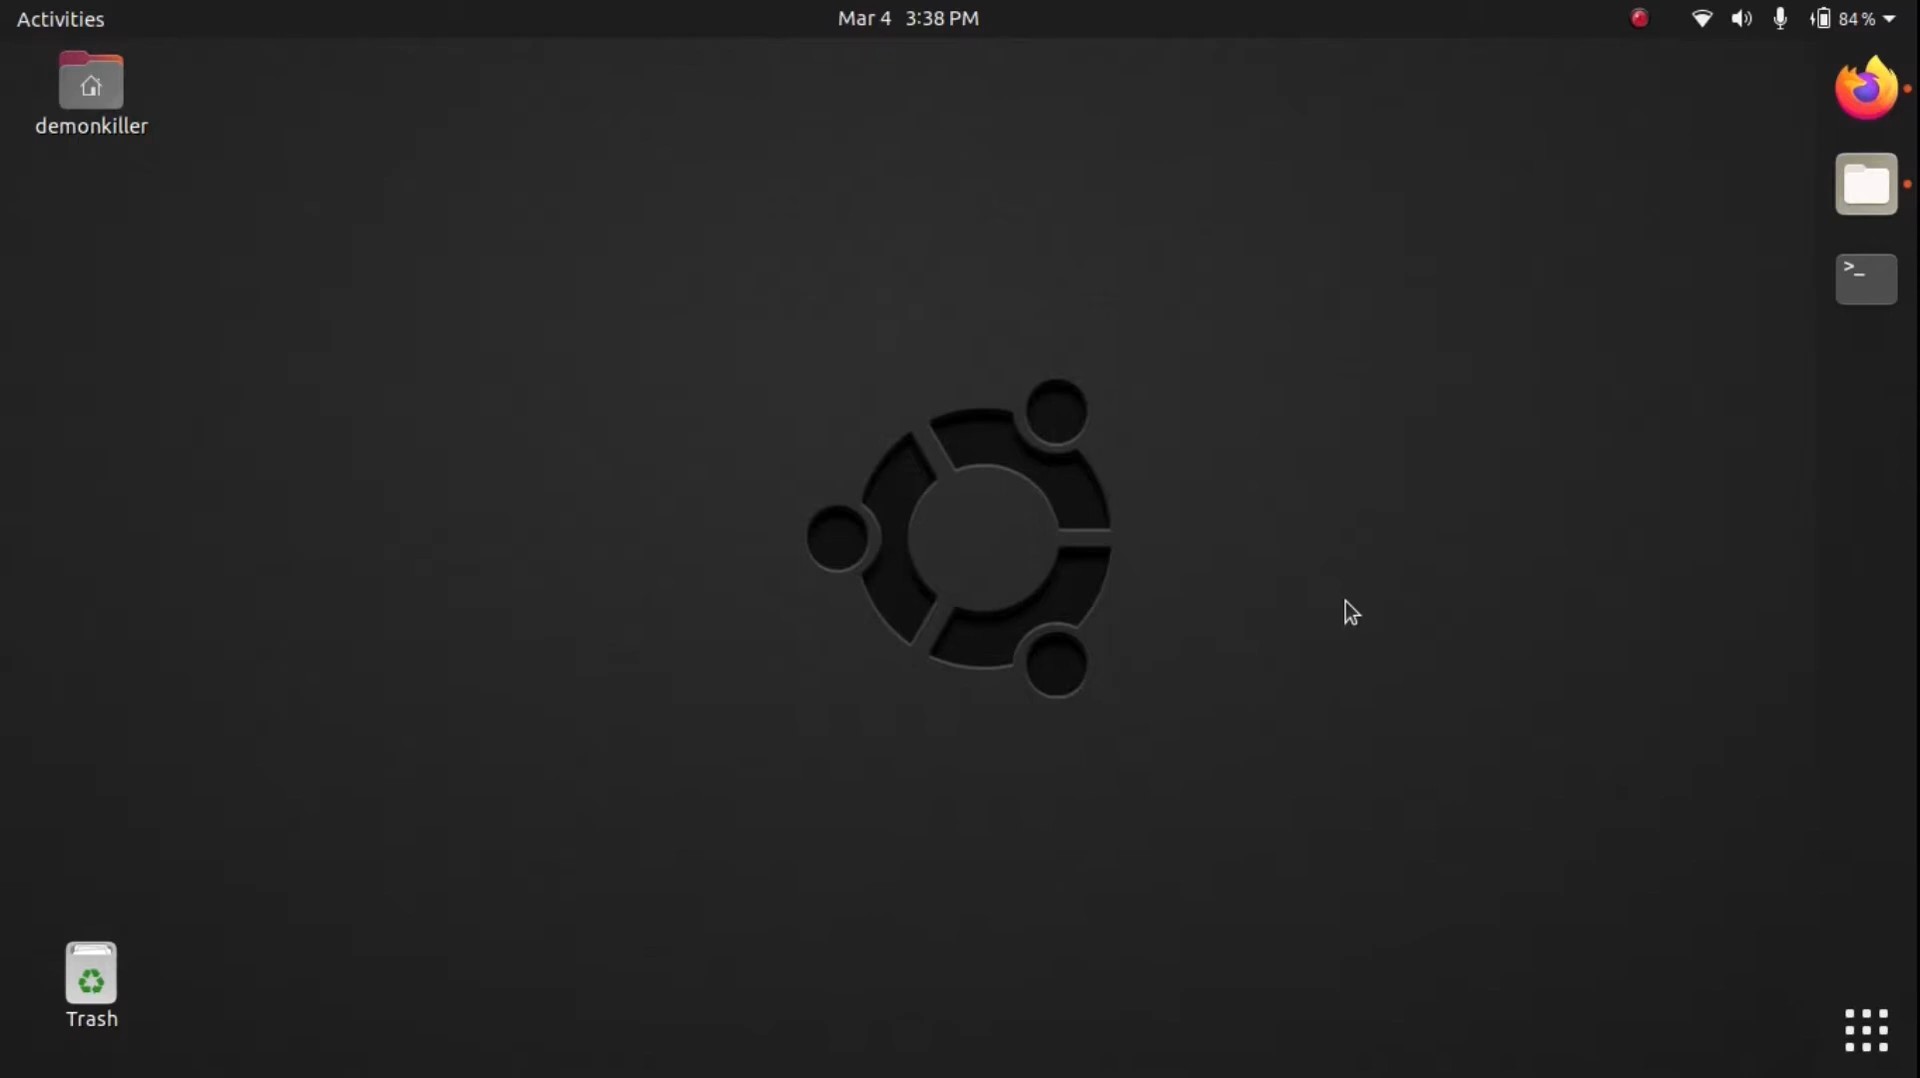 Activities
Mar 4 3:38 PM
84 %
demonkiller
>_
Trash